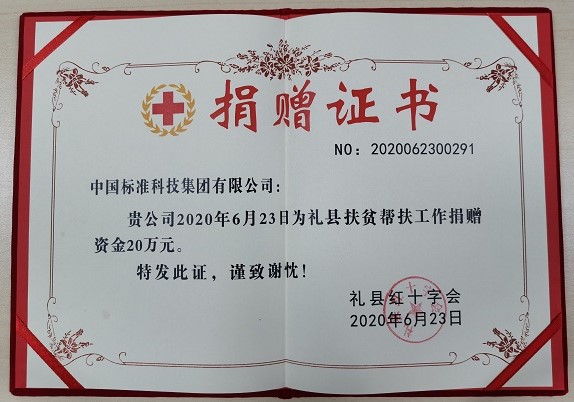 捐赠证书
NO：2020062300291
中国标准科技集团有限公司：
贵公司2020年6月23日为礼县扶贫帮扶工作捐赠
资金20万元。
特发此证，谨致谢忱！
礼县红十字会
2020年6月23日